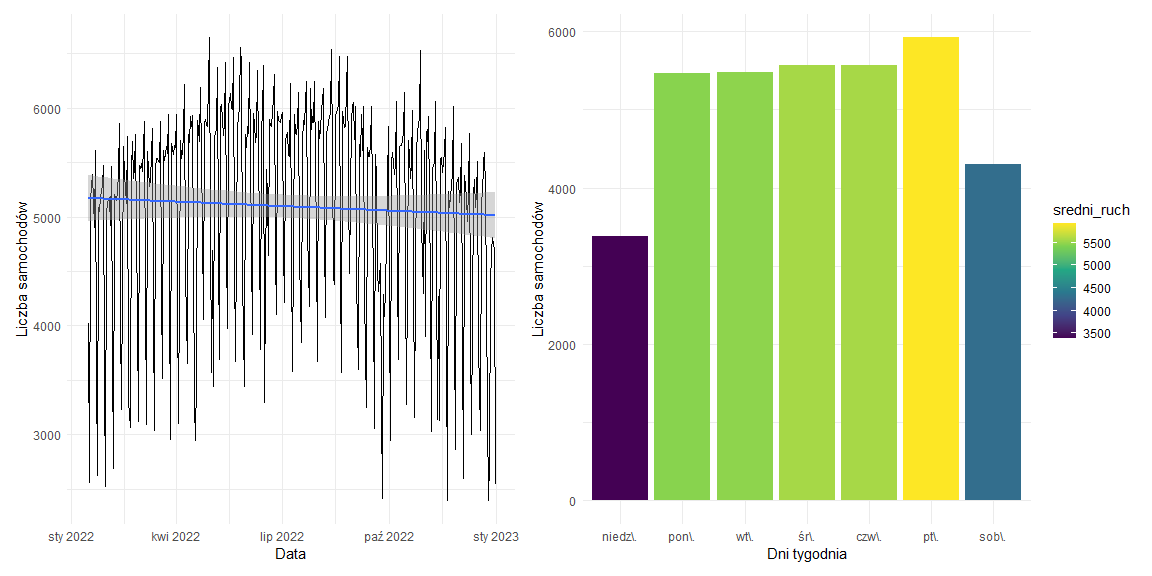 Liczba samochodów
6000
5000
4000
3000
sty 2022
kwi 2022
lip 2022
paź 2022
sty 2023
Data
Liczba samochodów
6000
4000
2000
0
niedz\.
pon\.
wt\.
śr\.
czw\.
pt\.
sob\.
Dni tygodnia
sredni_ruch
5500
5000
4500
4000
3500